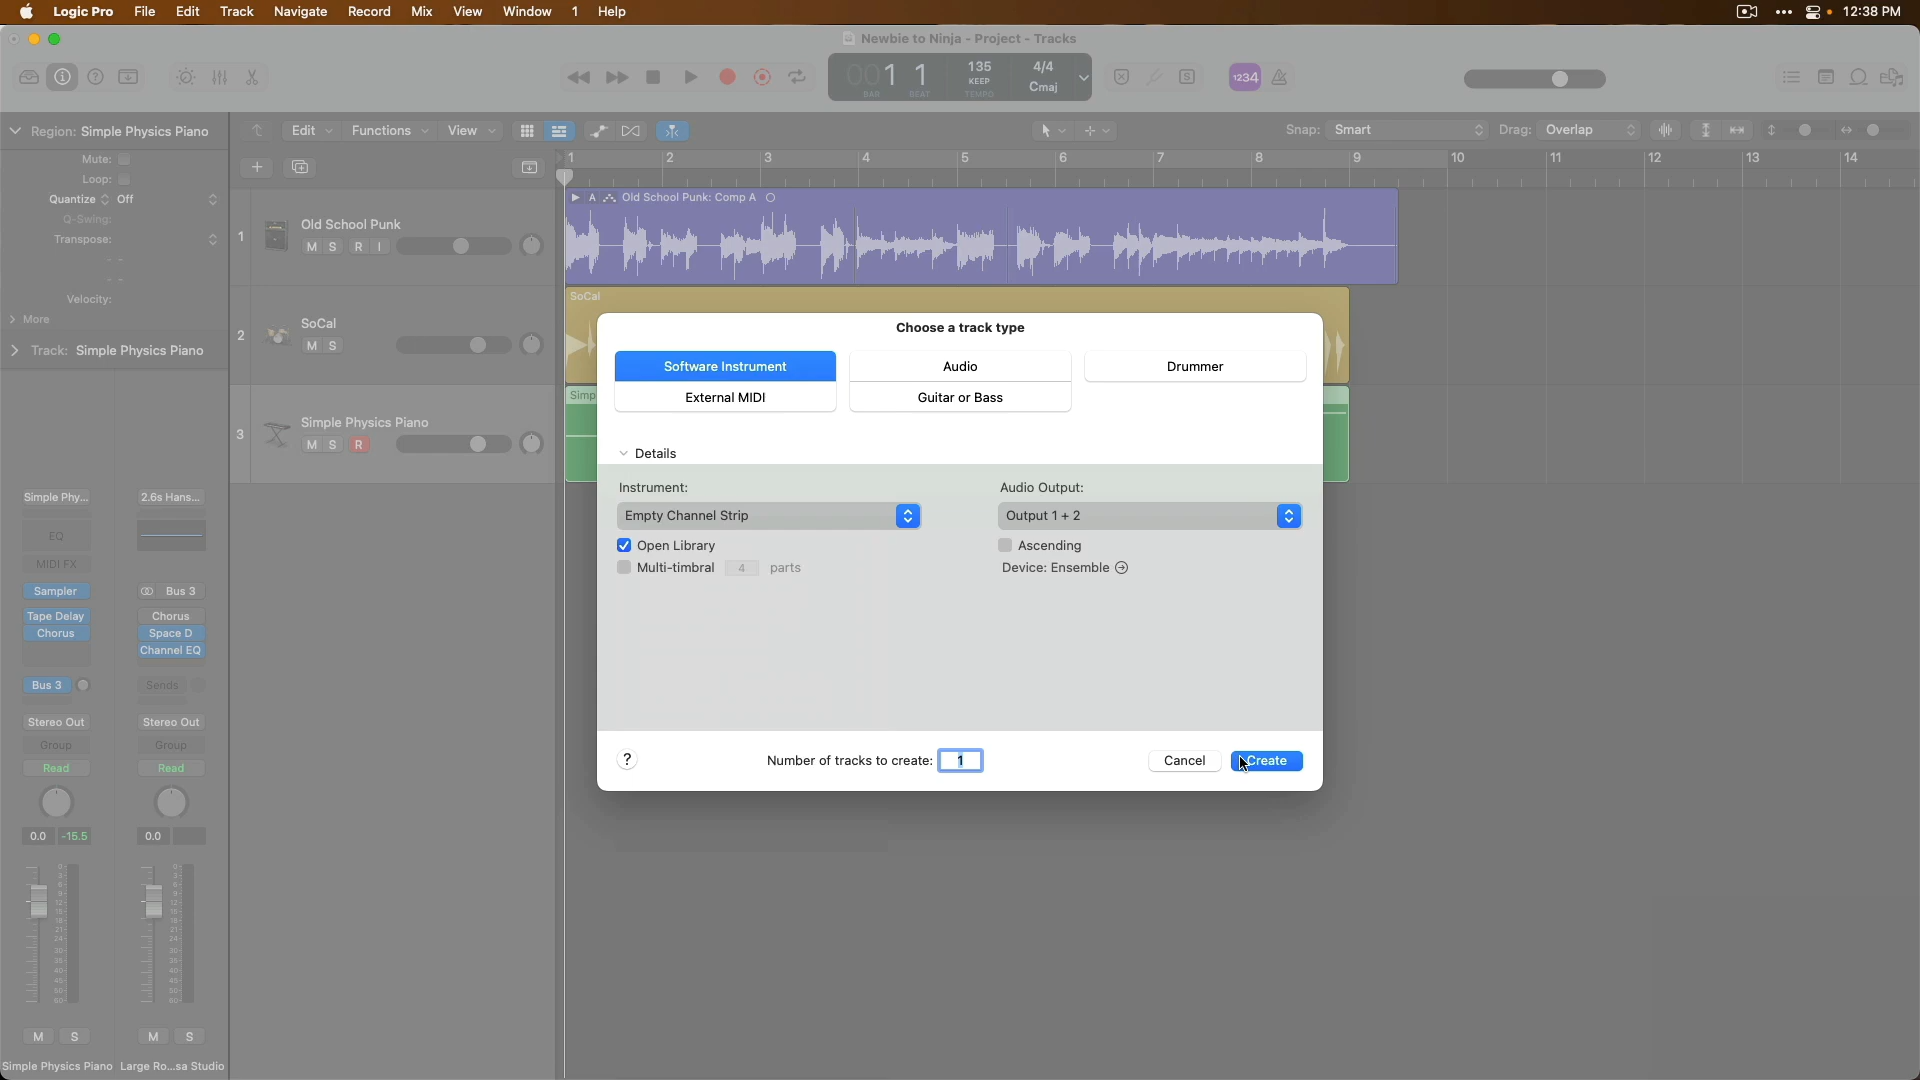 Logic Pro File Edit Track Navigate Record Mix View Window 1 Help 12:38 PM
Newbie to Ninja - Project - Tracks
001 1 135 4/4
KEEP Cmaj 1234
BAR BEAT TEMPO
Region: Simple Physics Piano Edit Functions View Snap: Smart Drag: Overlap
Mute: 1 2 3 4 5 6 7 8 9 10 11 12 13 14
Loop:
Quantize Off
Q-Swing:
Transpose:
Velocity:
More
Track: Simple Physics Piano
1 Old School Punk
M S R I
Old School Punk: Comp A
2 SoCal
M S
SoCal
3 Simple Physics Piano
M S R
Simp
Choose a track type
Software Instrument Audio Drummer
External MIDI Guitar or Bass
Details
Instrument: Audio Output:
Empty Channel Strip Output 1 + 2
Open Library Ascending
Multi-timbral 4 parts Device: Ensemble
? Number of tracks to create: 1 Cancel Create
Simple Phy... 2.6s Hans...
EQ
MIDI FX
Sampler Bus 3
Tape Delay Chorus
Chorus Space D
Channel EQ
Bus 3 Sends
Stereo Out Stereo Out
Group Group
Read Read
0.0 -15.5 0.0
M S M S
Simple Physics Piano Large Ro...sa Studio